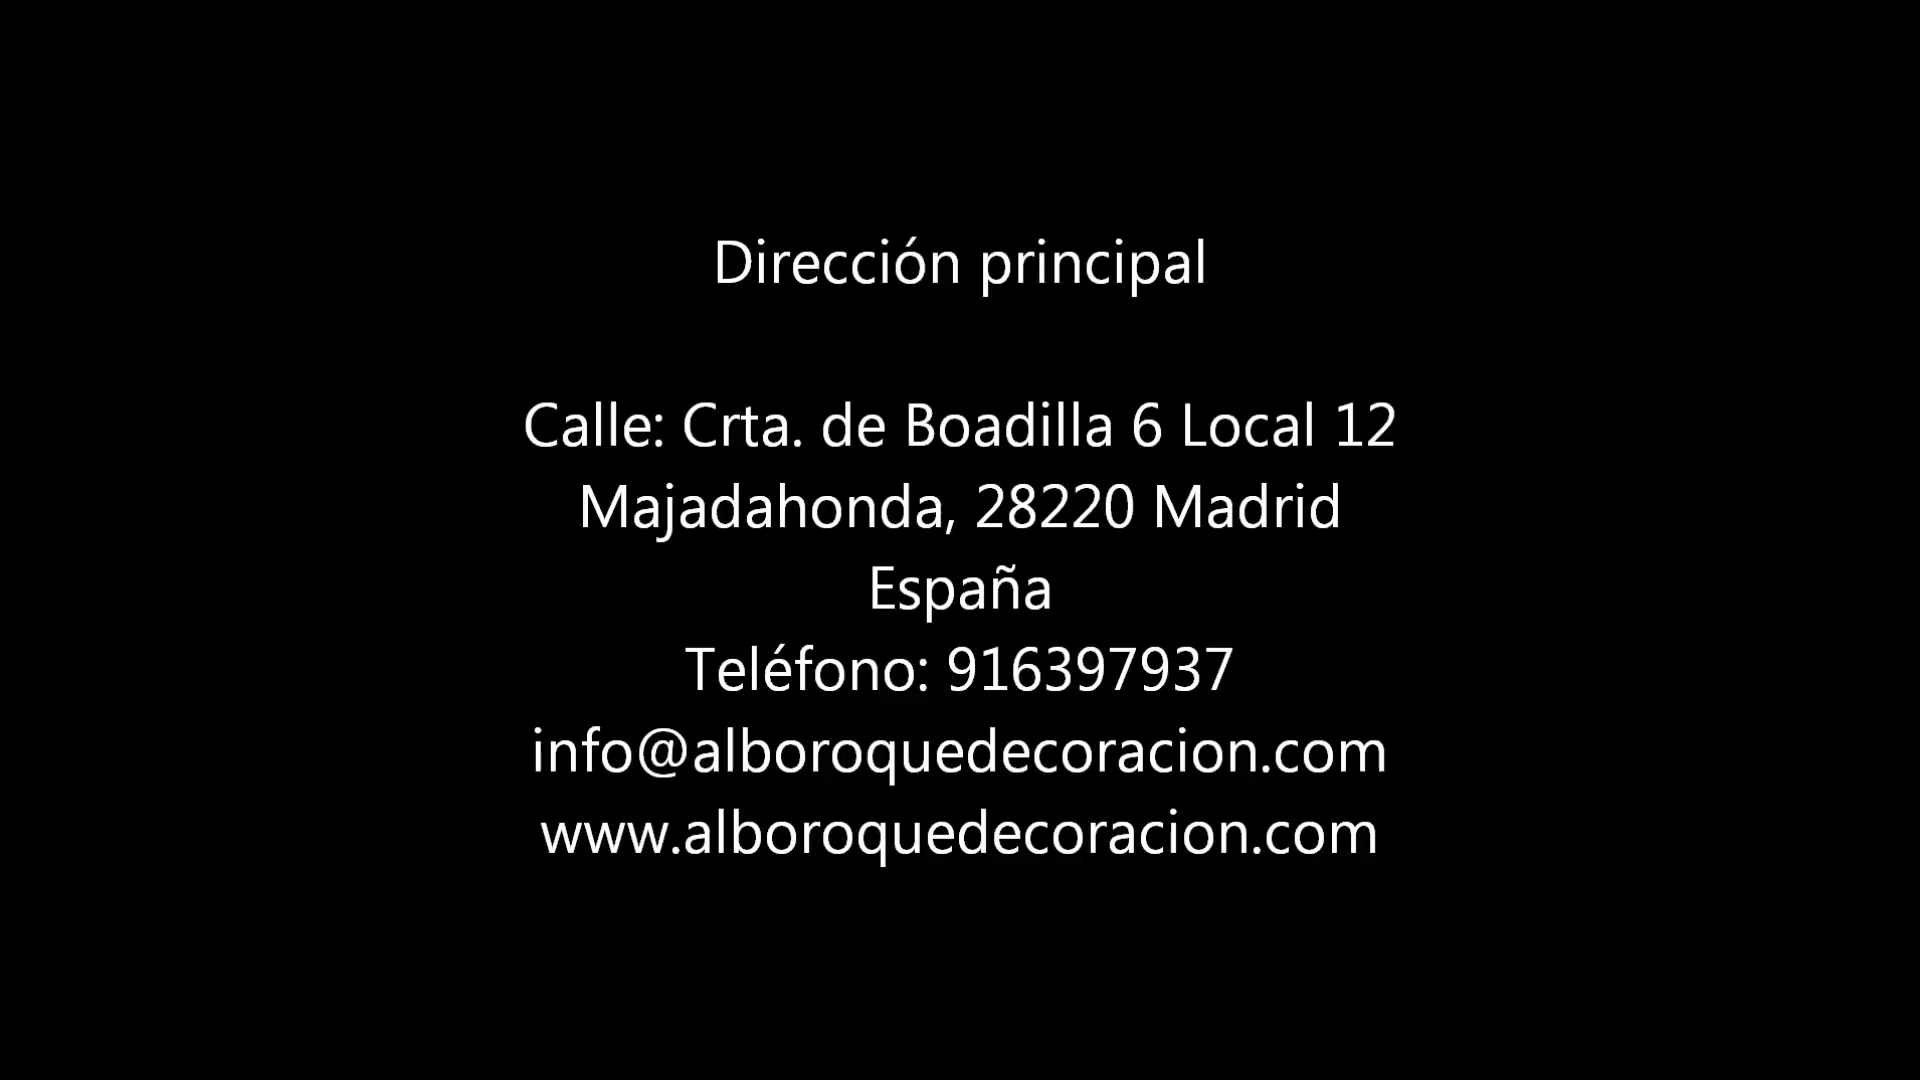 Dirección principal
Calle: Crta. de Boadilla 6 Local 12
Majadahonda, 28220 Madrid
España
Teléfono: 916397937
info@alboroquedecoracion.com
www.alboroquedecoracion.com